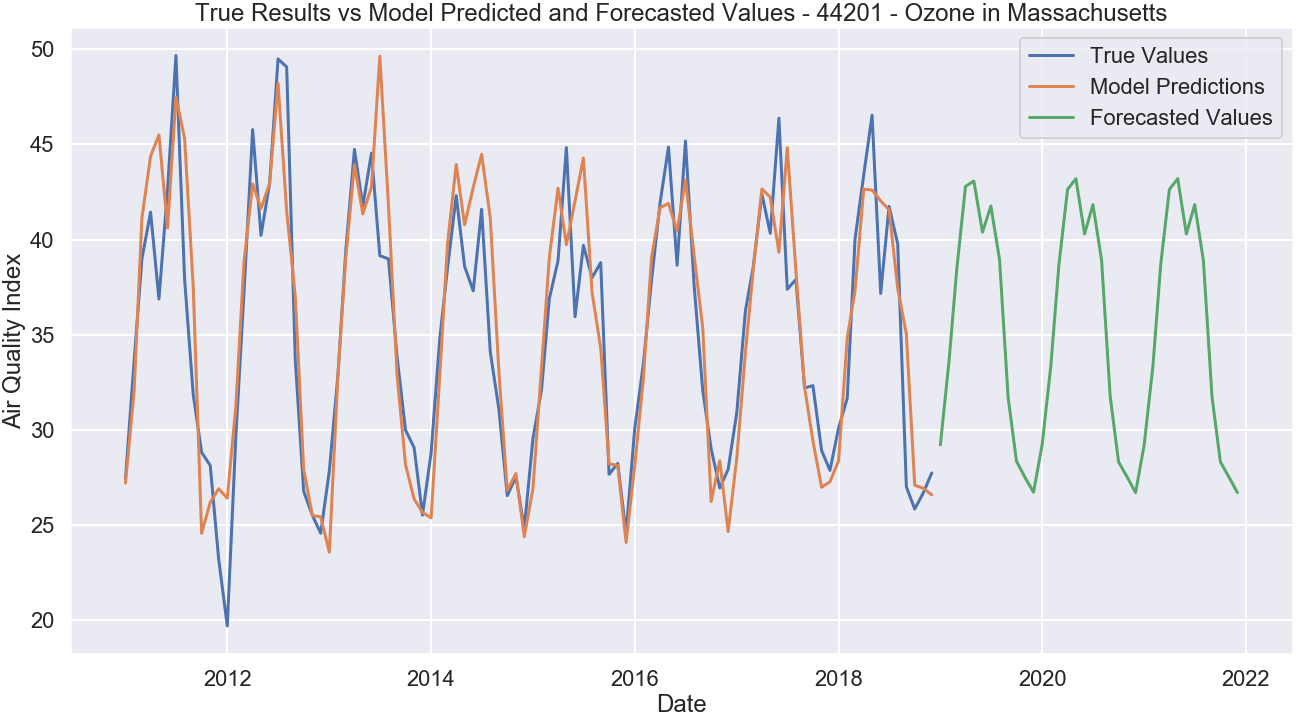 True Results vs Model Predicted and Forecasted Values - 44201 - Ozone in Massachusetts
True Values
Model Predictions
Forecasted Values
Air Quality Index
50
45
40
35
30
25
20
2012 2014 2016 2018 2020 2022
Date